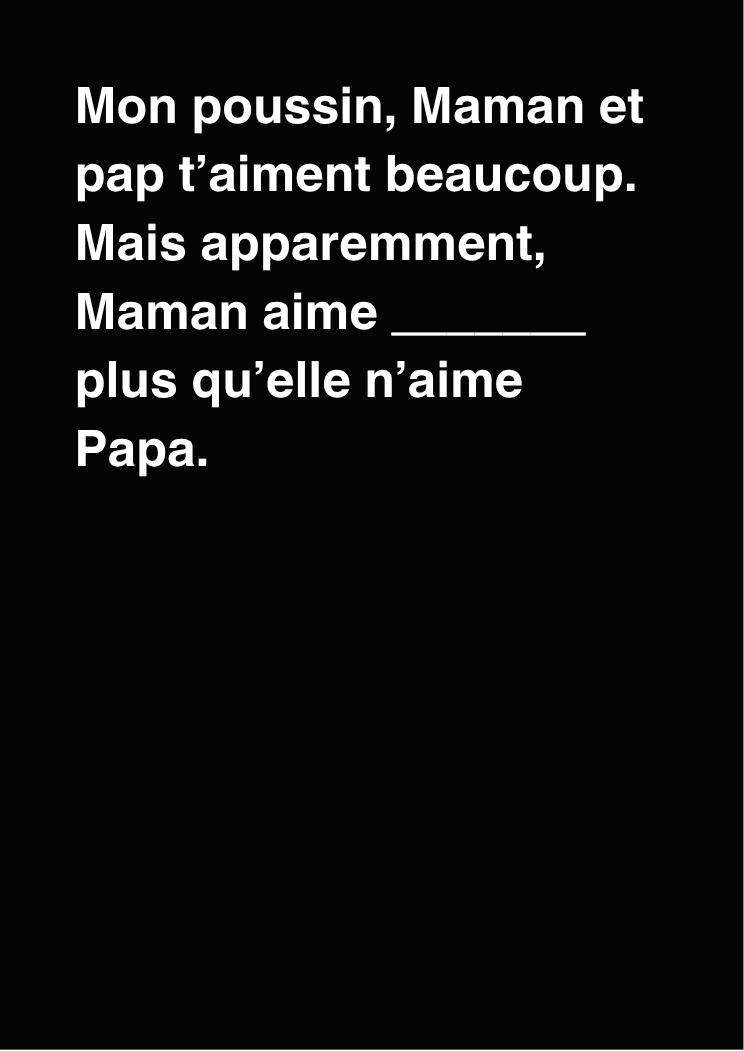 Mon poussin, Maman et
pap t’aiment beaucoup.
Mais apparemment,
Maman aime _______
plus qu’elle n’aime
Papa.